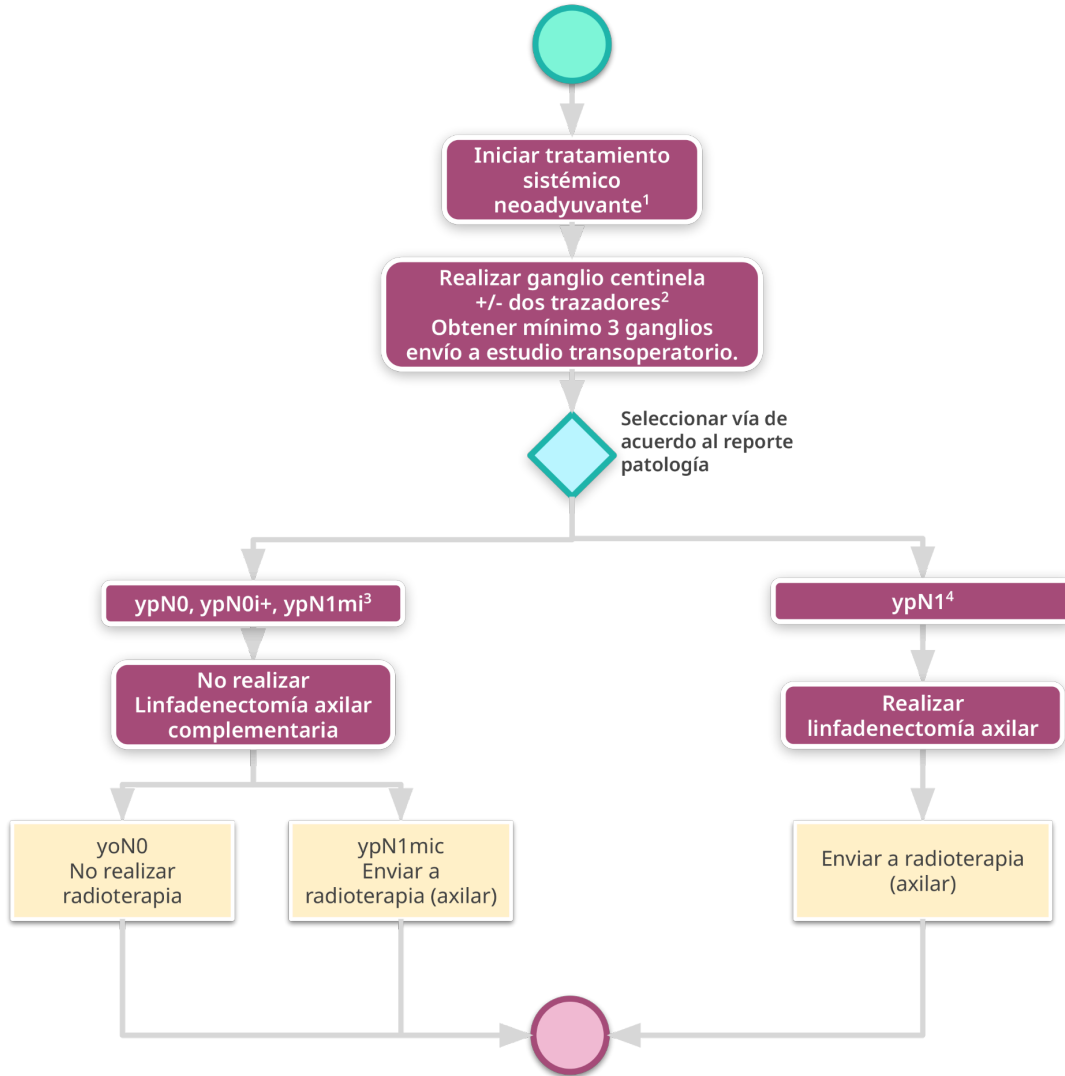 Iniciar tratamiento
sistémico
neoadyuvante¹
Realizar ganglio centinela
+/- dos trazadores²
Obtener mínimo 3 ganglios
envío a estudio transoperatorio.
Seleccionar vía de
acuerdo al reporte
patología
ypN0, ypN0i+, ypN1mi³
ypN1⁴
No realizar
Linfadenectomía axilar
complementaria
Realizar
linfadenectomía axilar
yoN0
No realizar
radioterapia
ypN1mic
Enviar a
radioterapia (axilar)
Enviar a radioterapia
(axilar)